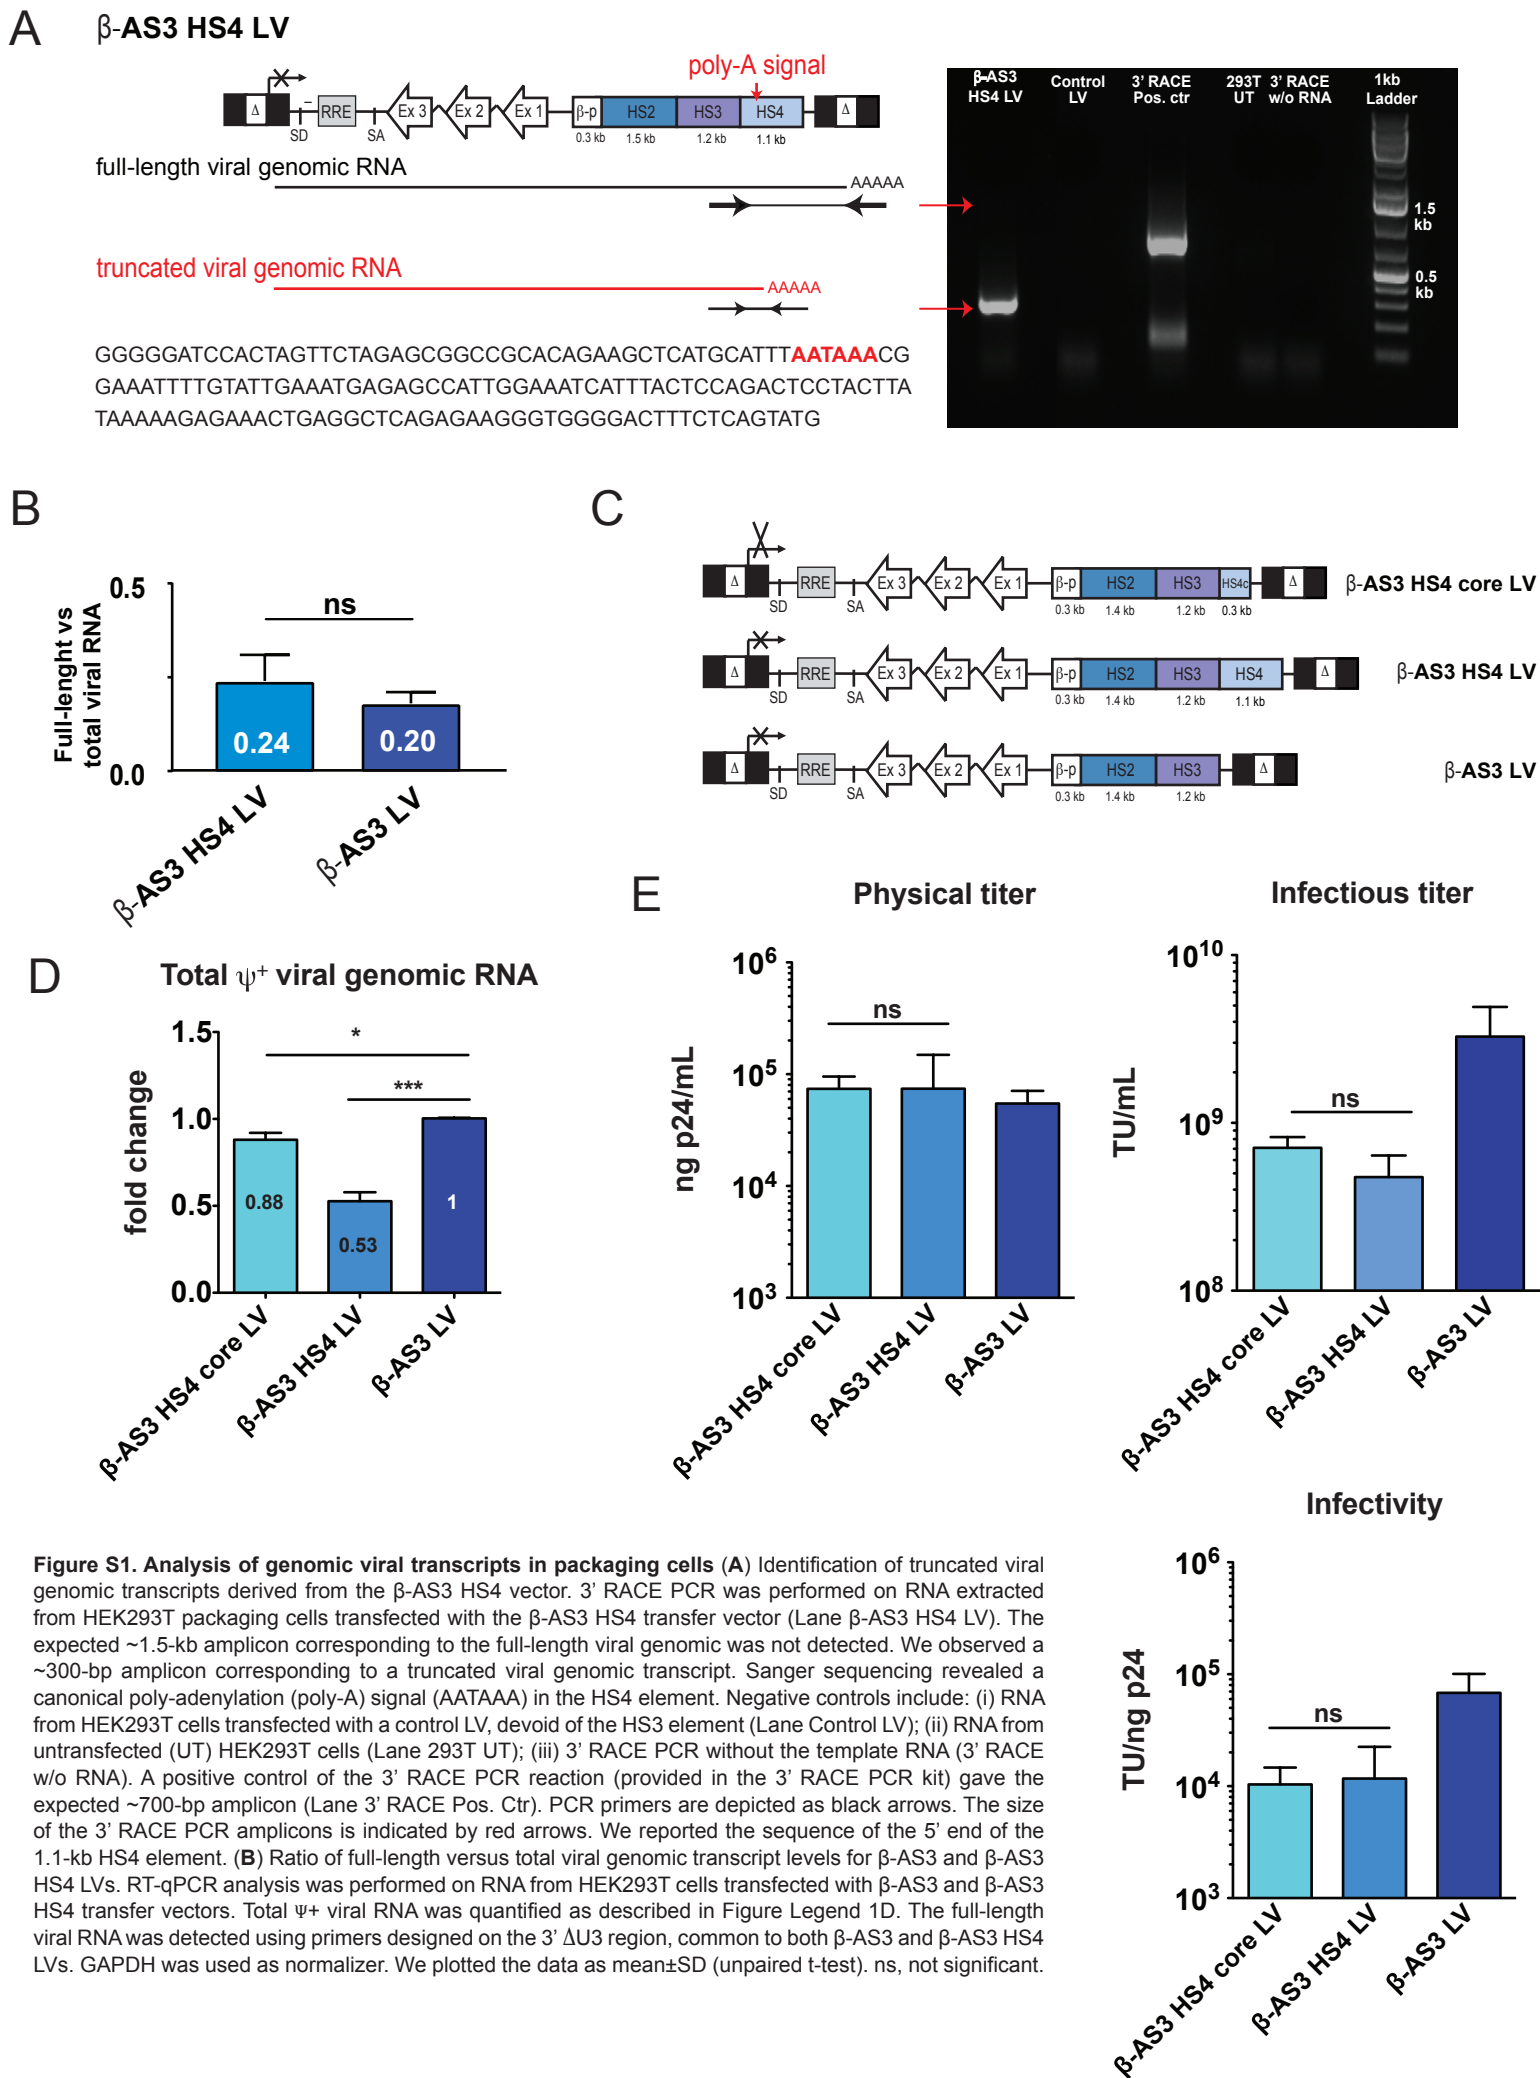 A
β-AS3 HS4 LV
poly-A signal
Δ
SD
RRE
SA
Ex 3
Ex 2
Ex 1
β-p
HS2
HS3
HS4
Δ
0.3 kb
1.5 kb
1.2 kb
1.1 kb
full-length viral genomic RNA
AAAAA
truncated viral genomic RNA
AAAAA
GGGGGATCCACTAGTTCTAGAGCGGCCGCACAGAAGCTCATGCATTTAATAAACG
GAAATTTTGTATTGAAATGAGAGCCATTGGAAATCATTTACTCCAGACTCCTACTTA
TAAAAAGAGAAACTGAGGCTCAGAGAAGGGTGGGGACTTTCTCAGTATG
β-AS3
HS4 LV
Control
LV
3' RACE
Pos. ctr
293T
UT
3' RACE
w/o RNA
1kb
Ladder
1.5
kb
0.5
kb
B
Full-lenght vs
total viral RNA
0.5
0.0
ns
0.24
0.20
β-AS3 HS4 LV
β-AS3 LV
C
Δ
SD
RRE
SA
Ex 3
Ex 2
Ex 1
β-p
HS2
HS3
HS4c
Δ
β-AS3 HS4 core LV
0.3 kb
1.4 kb
1.2 kb
0.3 kb
Δ
SD
RRE
SA
Ex 3
Ex 2
Ex 1
β-p
HS2
HS3
HS4
Δ
β-AS3 HS4 LV
0.3 kb
1.4 kb
1.2 kb
1.1 kb
Δ
SD
RRE
SA
Ex 3
Ex 2
Ex 1
β-p
HS2
HS3
Δ
β-AS3 LV
0.3 kb
1.4 kb
1.2 kb
D
Total ψ+ viral genomic RNA
fold change
1.5
1.0
0.5
0.0
*
***
0.88
0.53
1
β-AS3 HS4 core LV
β-AS3 HS4 LV
β-AS3 LV
E
Physical titer
ng p24/mL
10^6
10^5
10^4
10^3
ns
β-AS3 HS4 core LV
β-AS3 HS4 LV
β-AS3 LV
Infectious titer
TU/mL
10^10
10^9
10^8
ns
β-AS3 HS4 core LV
β-AS3 HS4 LV
β-AS3 LV
Infectivity
TU/ng p24
10^6
10^5
10^4
10^3
ns
β-AS3 HS4 core LV
β-AS3 HS4 LV
β-AS3 LV
Figure S1. Analysis of genomic viral transcripts in packaging cells (A) Identification of truncated viral
genomic transcripts derived from the β-AS3 HS4 vector. 3' RACE PCR was performed on RNA extracted
from HEK293T packaging cells transfected with the β-AS3 HS4 transfer vector (Lane β-AS3 HS4 LV). The
expected ~1.5-kb amplicon corresponding to the full-length viral genomic was not detected. We observed a
~300-bp amplicon corresponding to a truncated viral genomic transcript. Sanger sequencing revealed a
canonical poly-adenylation (poly-A) signal (AATAAA) in the HS4 element. Negative controls include: (i) RNA
from HEK293T cells transfected with a control LV, devoid of the HS3 element (Lane Control LV); (ii) RNA from
untransfected (UT) HEK293T cells (Lane 293T UT); (iii) 3' RACE PCR without the template RNA (3' RACE
w/o RNA). A positive control of the 3' RACE PCR reaction (provided in the 3' RACE PCR kit) gave the
expected ~700-bp amplicon (Lane 3' RACE Pos. Ctr). PCR primers are depicted as black arrows. The size
of the 3' RACE PCR amplicons is indicated by red arrows. We reported the sequence of the 5' end of the
1.1-kb HS4 element. (B) Ratio of full-length versus total viral genomic transcript levels for β-AS3 and β-AS3
HS4 LVs. RT-qPCR analysis was performed on RNA from HEK293T cells transfected with β-AS3 and β-AS3
HS4 transfer vectors. Total Ψ+ viral RNA was quantified as described in Figure Legend 1D. The full-length
viral RNA was detected using primers designed on the 3' ΔU3 region, common to both β-AS3 and β-AS3 HS4
LVs. GAPDH was used as normalizer. We plotted the data as mean±SD (unpaired t-test). ns, not significant.